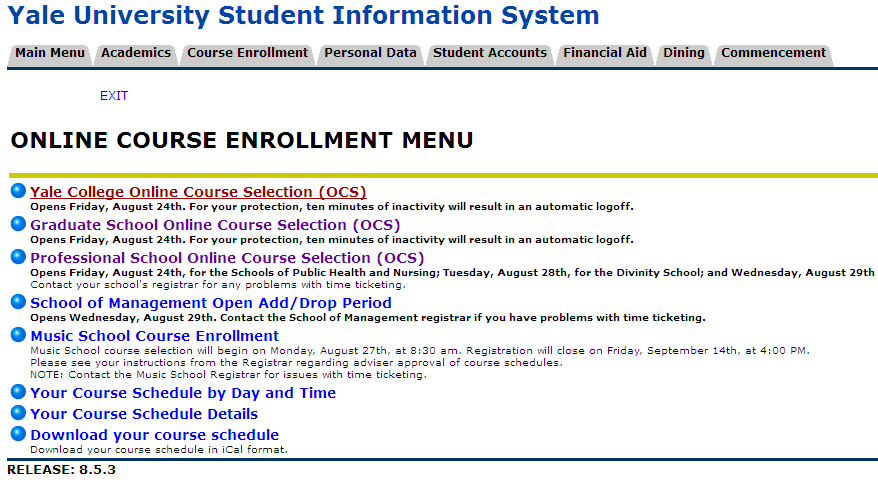 Yale University Student Information System
Main Menu Academics Course Enrollment Personal Data Student Accounts Financial Aid Dining Commencement
EXIT
ONLINE COURSE ENROLLMENT MENU
Yale College Online Course Selection (OCS)
Opens Friday, August 24th. For your protection, ten minutes of inactivity will result in an automatic logoff.
Graduate School Online Course Selection (OCS)
Opens Friday, August 24th. For your protection, ten minutes of inactivity will result in an automatic logoff.
Professional School Online Course Selection (OCS)
Opens Friday, August 24th, for the Schools of Public Health and Nursing; Tuesday, August 28th, for the Divinity School; and Wednesday, August 29th
Contact your school's registrar for any problems with time ticketing.
School of Management Open Add/Drop Period
Opens Wednesday, August 29th. Contact the School of Management registrar if you have problems with time ticketing.
Music School Course Enrollment
Music School course selection will begin on Monday, August 27th, at 8:30 am. Registration will close on Friday, September 14th, at 4:00 PM.
Please see your instructions from the Registrar regarding adviser approval of course schedules.
NOTE: Contact the Music School Registrar for issues with time ticketing.
Your Course Schedule by Day and Time
Your Course Schedule Details
Download your course schedule
Download your course schedule in iCal format.
RELEASE: 8.5.3